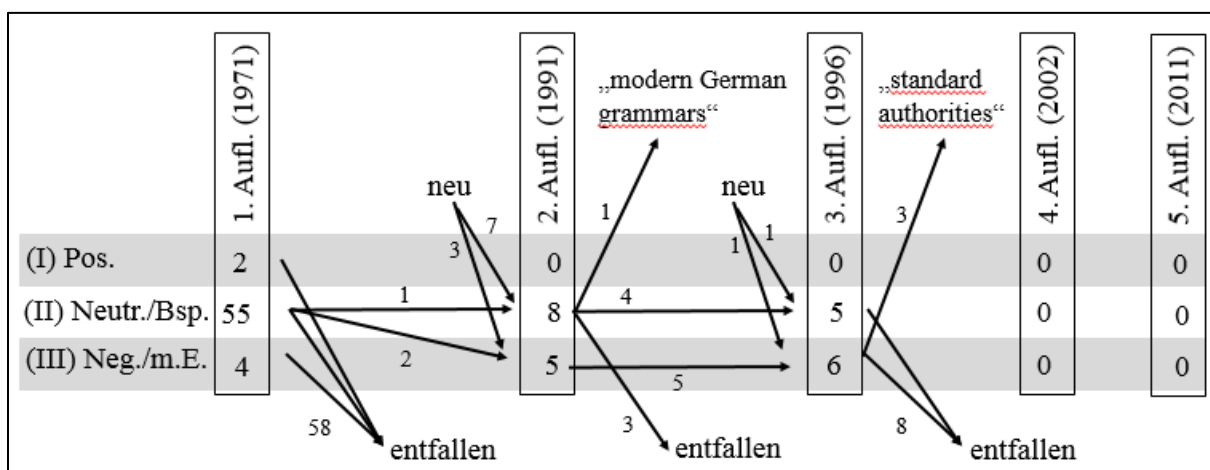 1. Aufl. (1971)
2. Aufl. (1991)
3. Aufl. (1996)
4. Aufl. (2002)
5. Aufl. (2011)
„modern German
grammars“
„standard
authorities“
neu
7
3
1
neu
1
1
3
(I) Pos. 2 0 0 0 0
(II) Neutr./Bsp. 55 1 8 4 5 0 0
(III) Neg./m.E. 4 2 5 5 6 0 0
58 entfallen
3 entfallen
8 entfallen